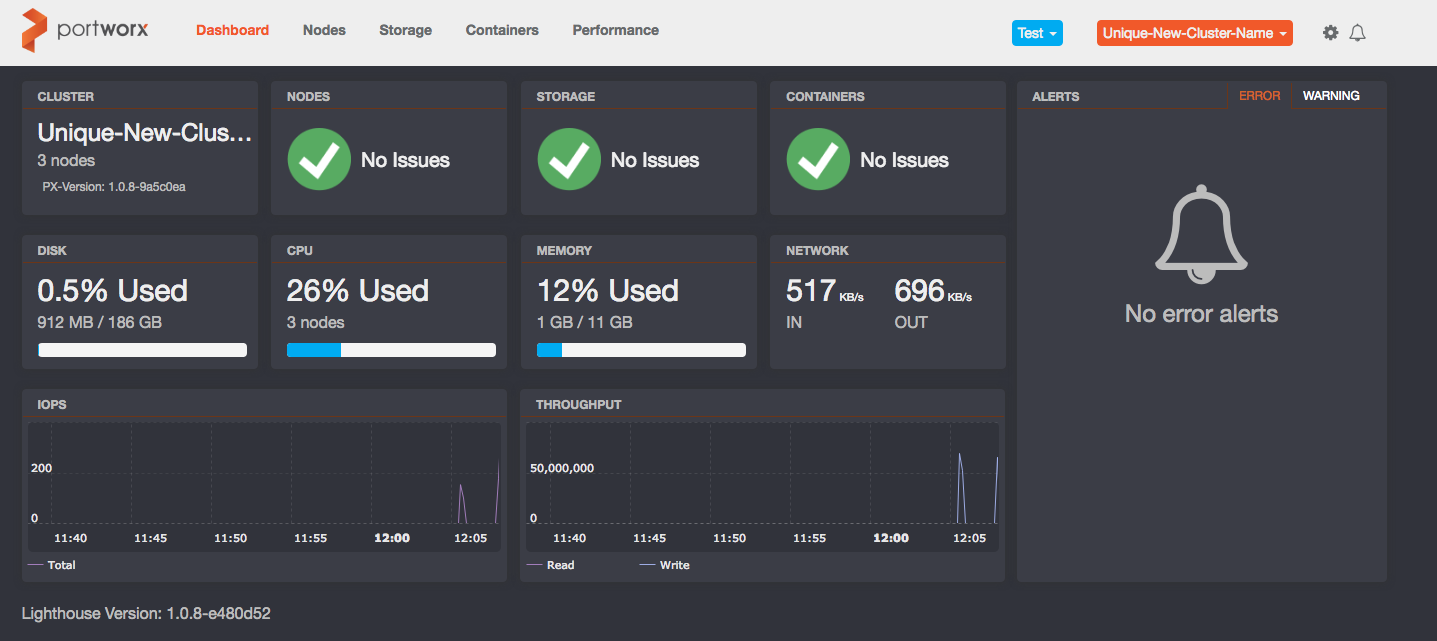 portworx
Dashboard
Nodes
Storage
Containers
Performance
Test
Unique-New-Cluster-Name
CLUSTER
Unique-New-Clus...
3 nodes
PX-Version: 1.0.8-9a5c0ea
NODES
No Issues
STORAGE
No Issues
CONTAINERS
No Issues
ALERTS
ERROR
WARNING
No error alerts
DISK
0.5% Used
912 MB / 186 GB
CPU
26% Used
3 nodes
MEMORY
12% Used
1 GB / 11 GB
NETWORK
517 KB/s
IN
696 KB/s
OUT
IOPS
200
0
11:40 11:45 11:50 11:55 12:00 12:05
Total
THROUGHPUT
50,000,000
0
11:40 11:45 11:50 11:55 12:00 12:05
Read Write
Lighthouse Version: 1.0.8-e480d52